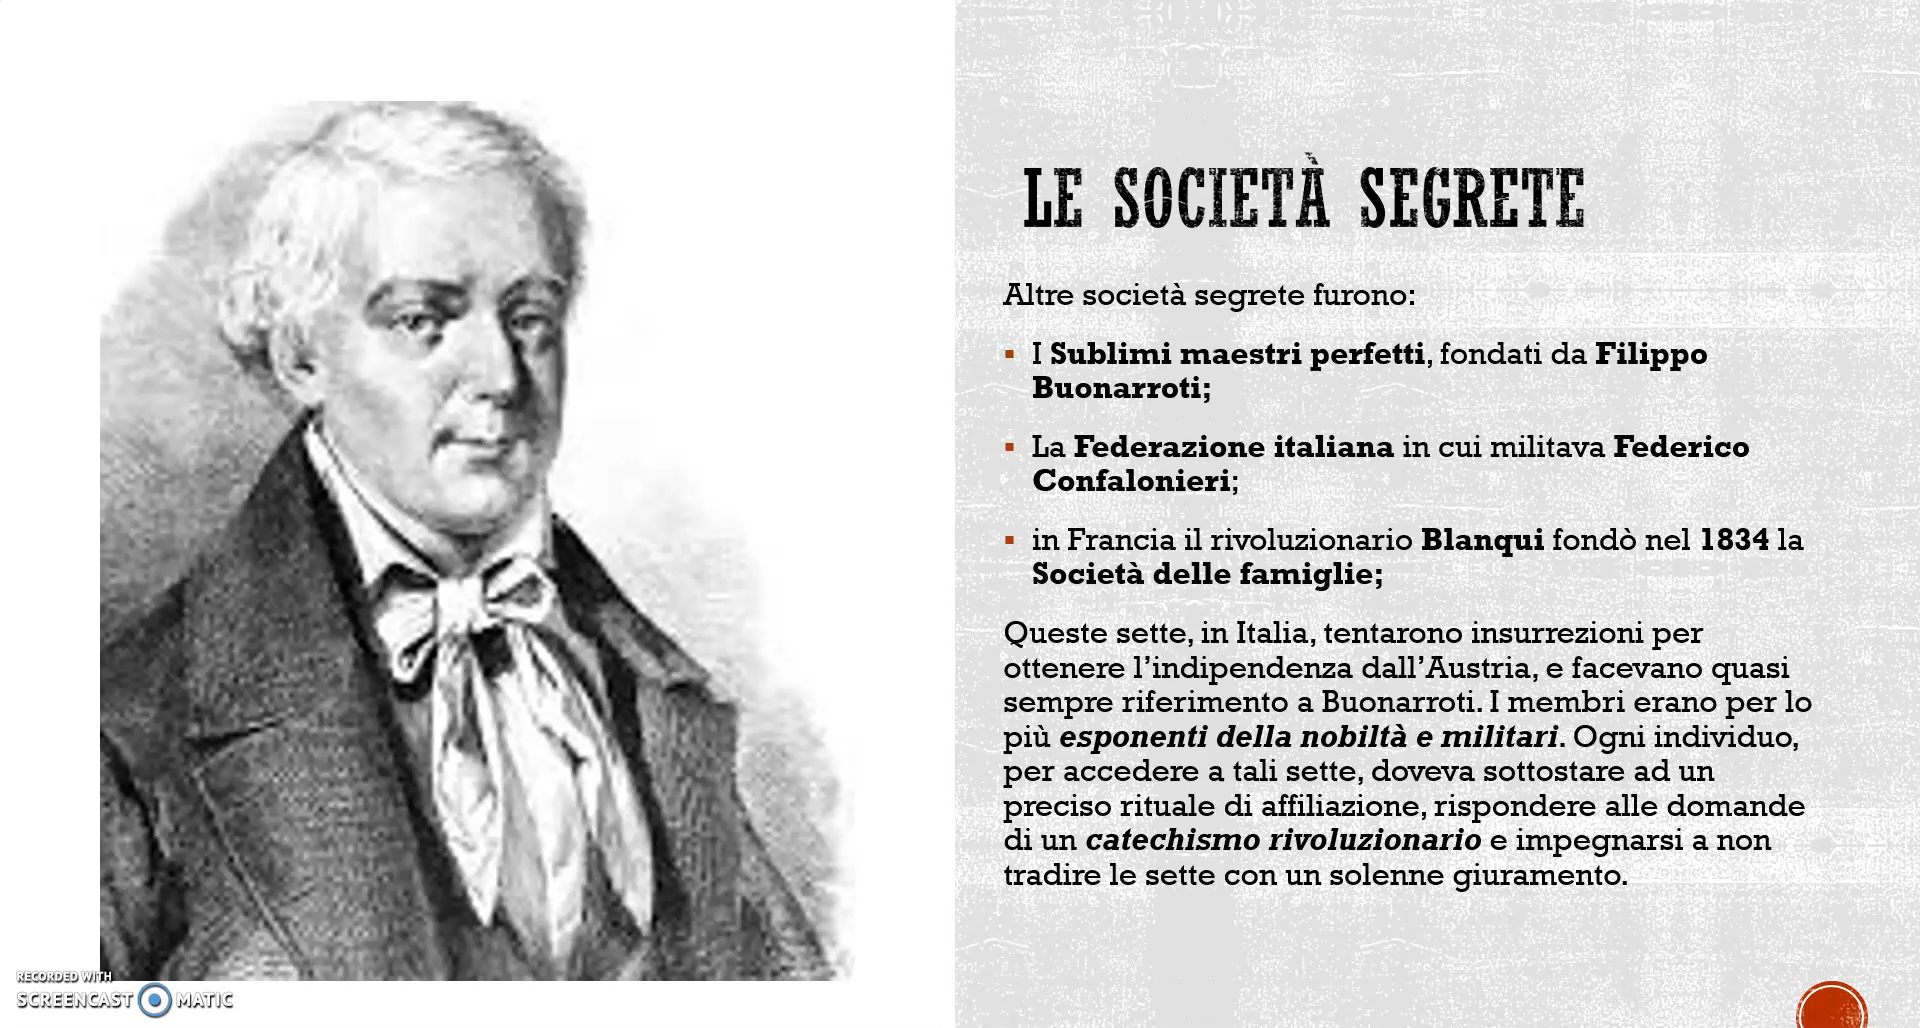 LE SOCIETÀ SEGRETE
Altre società segrete furono:
▪ I Sublimi maestri perfetti, fondati da Filippo
Buonarroti;
▪ La Federazione italiana in cui militava Federico
Confalonieri;
▪ in Francia il rivoluzionario Blanqui fondò nel 1834 la
Società delle famiglie;
Queste sette, in Italia, tentarono insurrezioni per
ottenere l’indipendenza dall’Austria, e facevano quasi
sempre riferimento a Buonarroti. I membri erano per lo
più esponenti della nobiltà e militari. Ogni individuo,
per accedere a tali sette, doveva sottostare ad un
preciso rituale di affiliazione, rispondere alle domande
di un catechismo rivoluzionario e impegnarsi a non
tradire le sette con un solenne giuramento.
RECORDED WITH
SCREENCAST MATIC